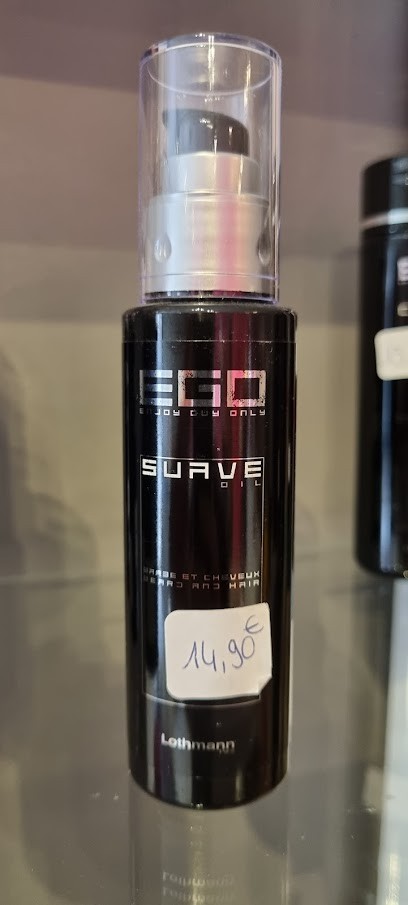 EGO
ENJOY GUY ONLY
SUAVE
OIL
BARBE ET CHEVEUX
BEARD AND HAIR
14,90€
Lothmann